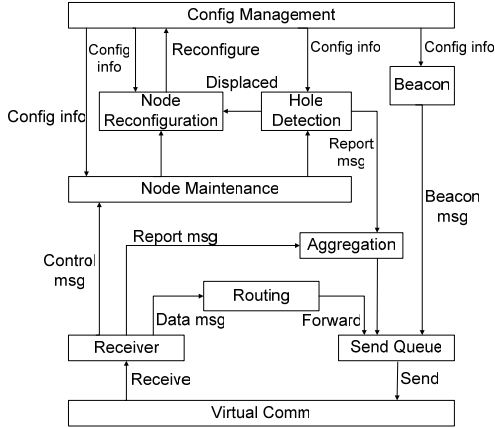 Config Management
Config
info
Reconfigure
Config info
Config info
Displaced
Beacon
Node
Reconfiguration
Hole
Detection
Config info
Report
msg
Node Maintenance
Beacon
msg
Report msg
Aggregation
Control
msg
Routing
Data msg
Forward
Receiver
Send Queue
Receive
Send
Virtual Comm